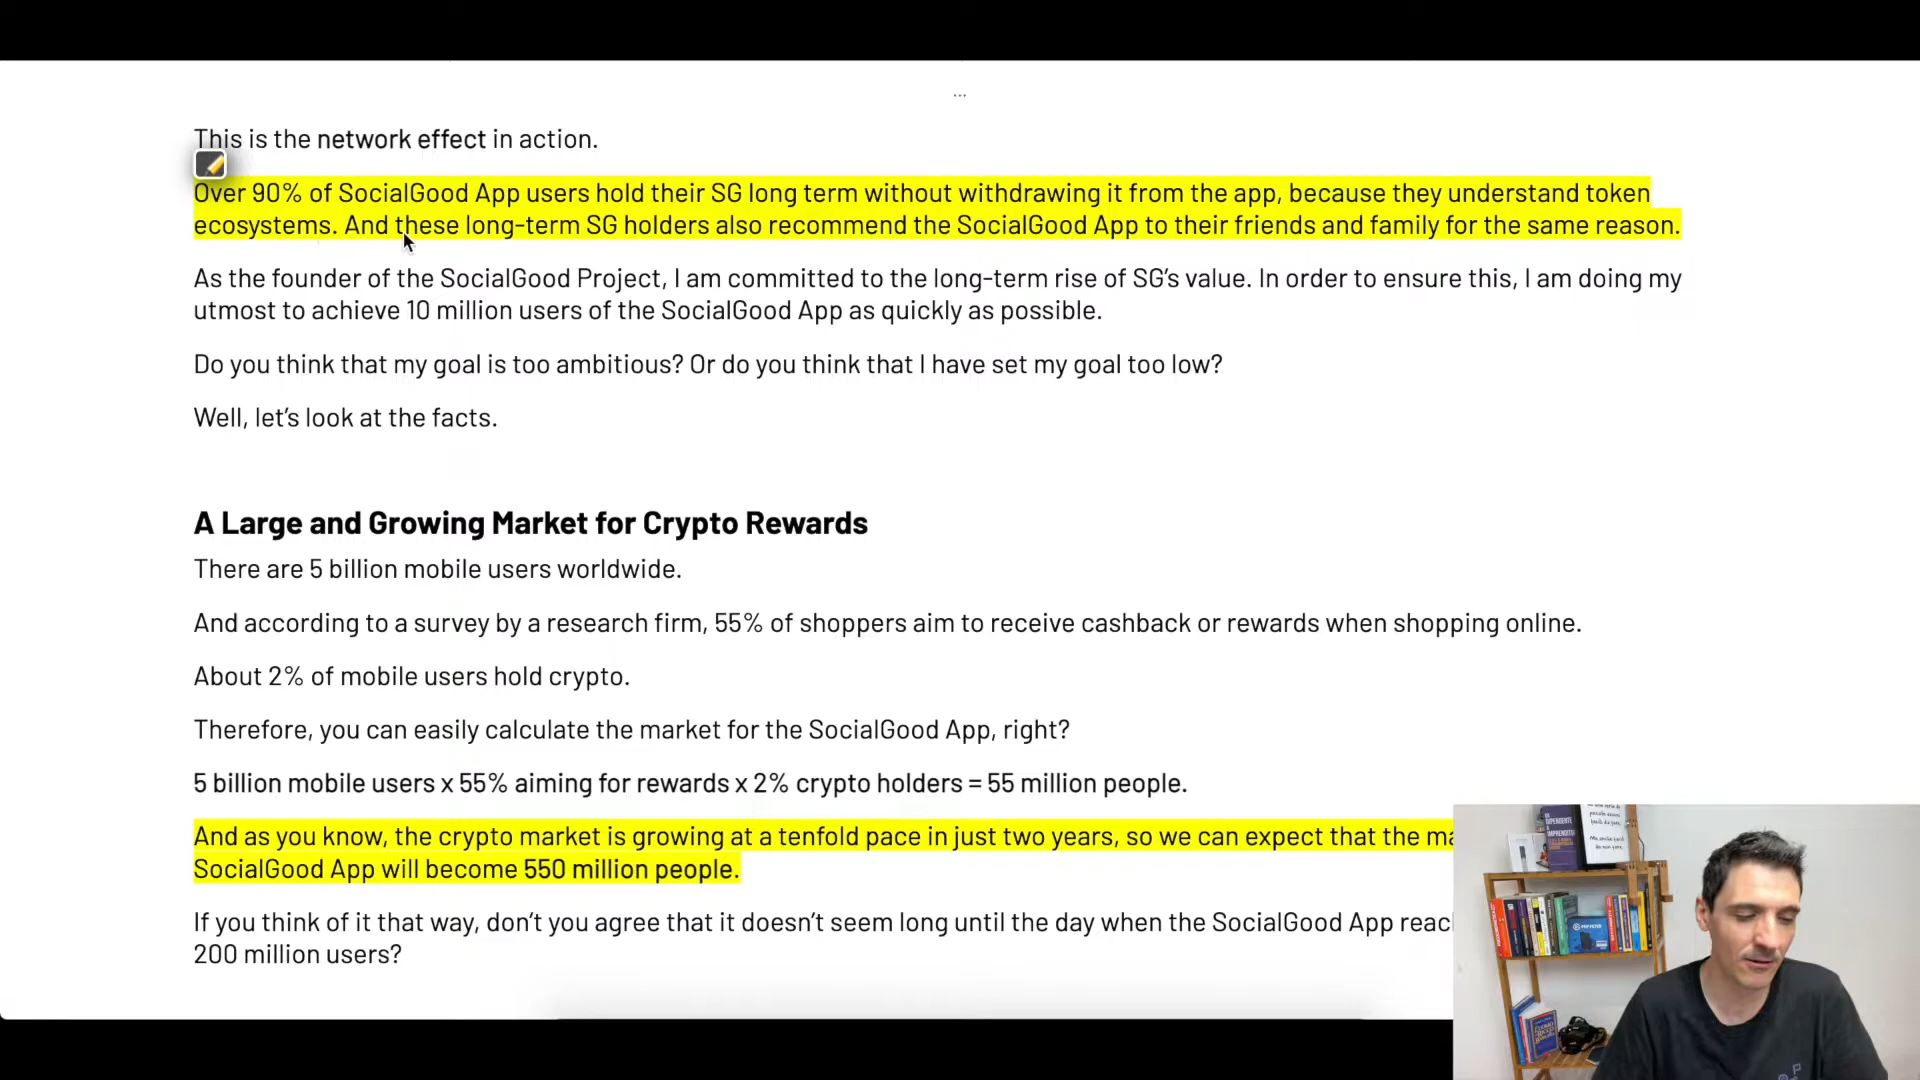 ...
This is the network effect in action.
Over 90% of SocialGood App users hold their SG long term without withdrawing it from the app, because they understand token
ecosystems. And these long-term SG holders also recommend the SocialGood App to their friends and family for the same reason.
As the founder of the SocialGood Project, I am committed to the long-term rise of SG's value. In order to ensure this, I am doing my
utmost to achieve 10 million users of the SocialGood App as quickly as possible.
Do you think that my goal is too ambitious? Or do you think that I have set my goal too low?
Well, let's look at the facts.
A Large and Growing Market for Crypto Rewards
There are 5 billion mobile users worldwide.
And according to a survey by a research firm, 55% of shoppers aim to receive cashback or rewards when shopping online.
About 2% of mobile users hold crypto.
Therefore, you can easily calculate the market for the SocialGood App, right?
5 billion mobile users x 55% aiming for rewards x 2% crypto holders = 55 million people.
And as you know, the crypto market is growing at a tenfold pace in just two years, so we can expect that the
SocialGood App will become 550 million people.
If you think of it that way, don't you agree that it doesn't seem long until the day when the SocialGood App
200 million users?